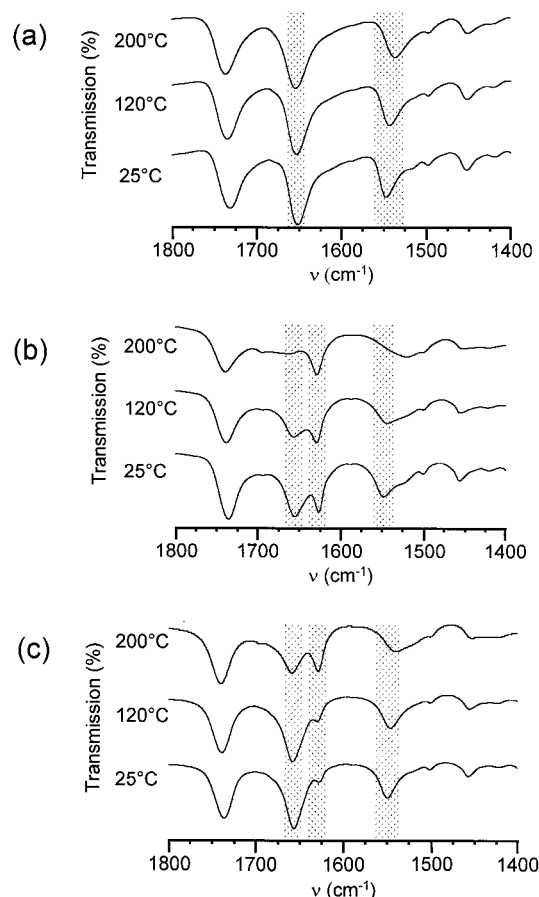 (a)
Transmission (%)
200°C
120°C
25°C
1800 1700 1600 1500 1400
ν (cm-1)
(b)
Transmission (%)
200°C
120°C
25°C
1800 1700 1600 1500 1400
ν (cm-1)
(c)
Transmission (%)
200°C
120°C
25°C
1800 1700 1600 1500 1400
ν (cm-1)